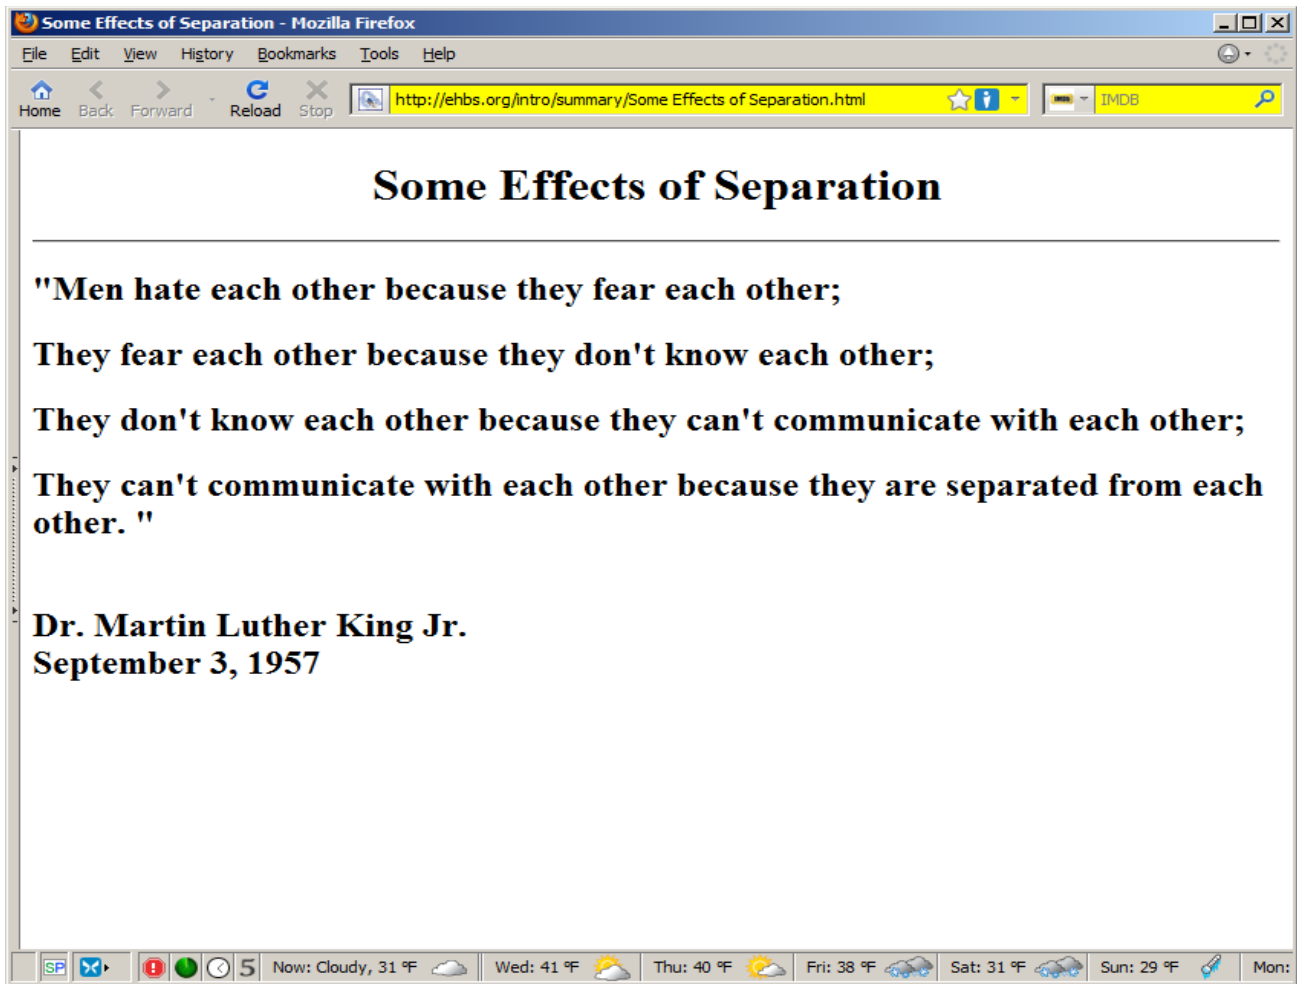 Some Effects of Separation - Mozilla Firefox
File Edit View History Bookmarks Tools Help
Home Back Forward Reload Stop http://ehbs.org/intro/summary/Some Effects of Separation.html IMDB
Some Effects of Separation
"Men hate each other because they fear each other;
They fear each other because they don't know each other;
They don't know each other because they can't communicate with each other;
They can't communicate with each other because they are separated from each
other. "
Dr. Martin Luther King Jr.
September 3, 1957
SP 5 Now: Cloudy, 31 °F Wed: 41 °F Thu: 40 °F Fri: 38 °F Sat: 31 °F Sun: 29 °F Mon: